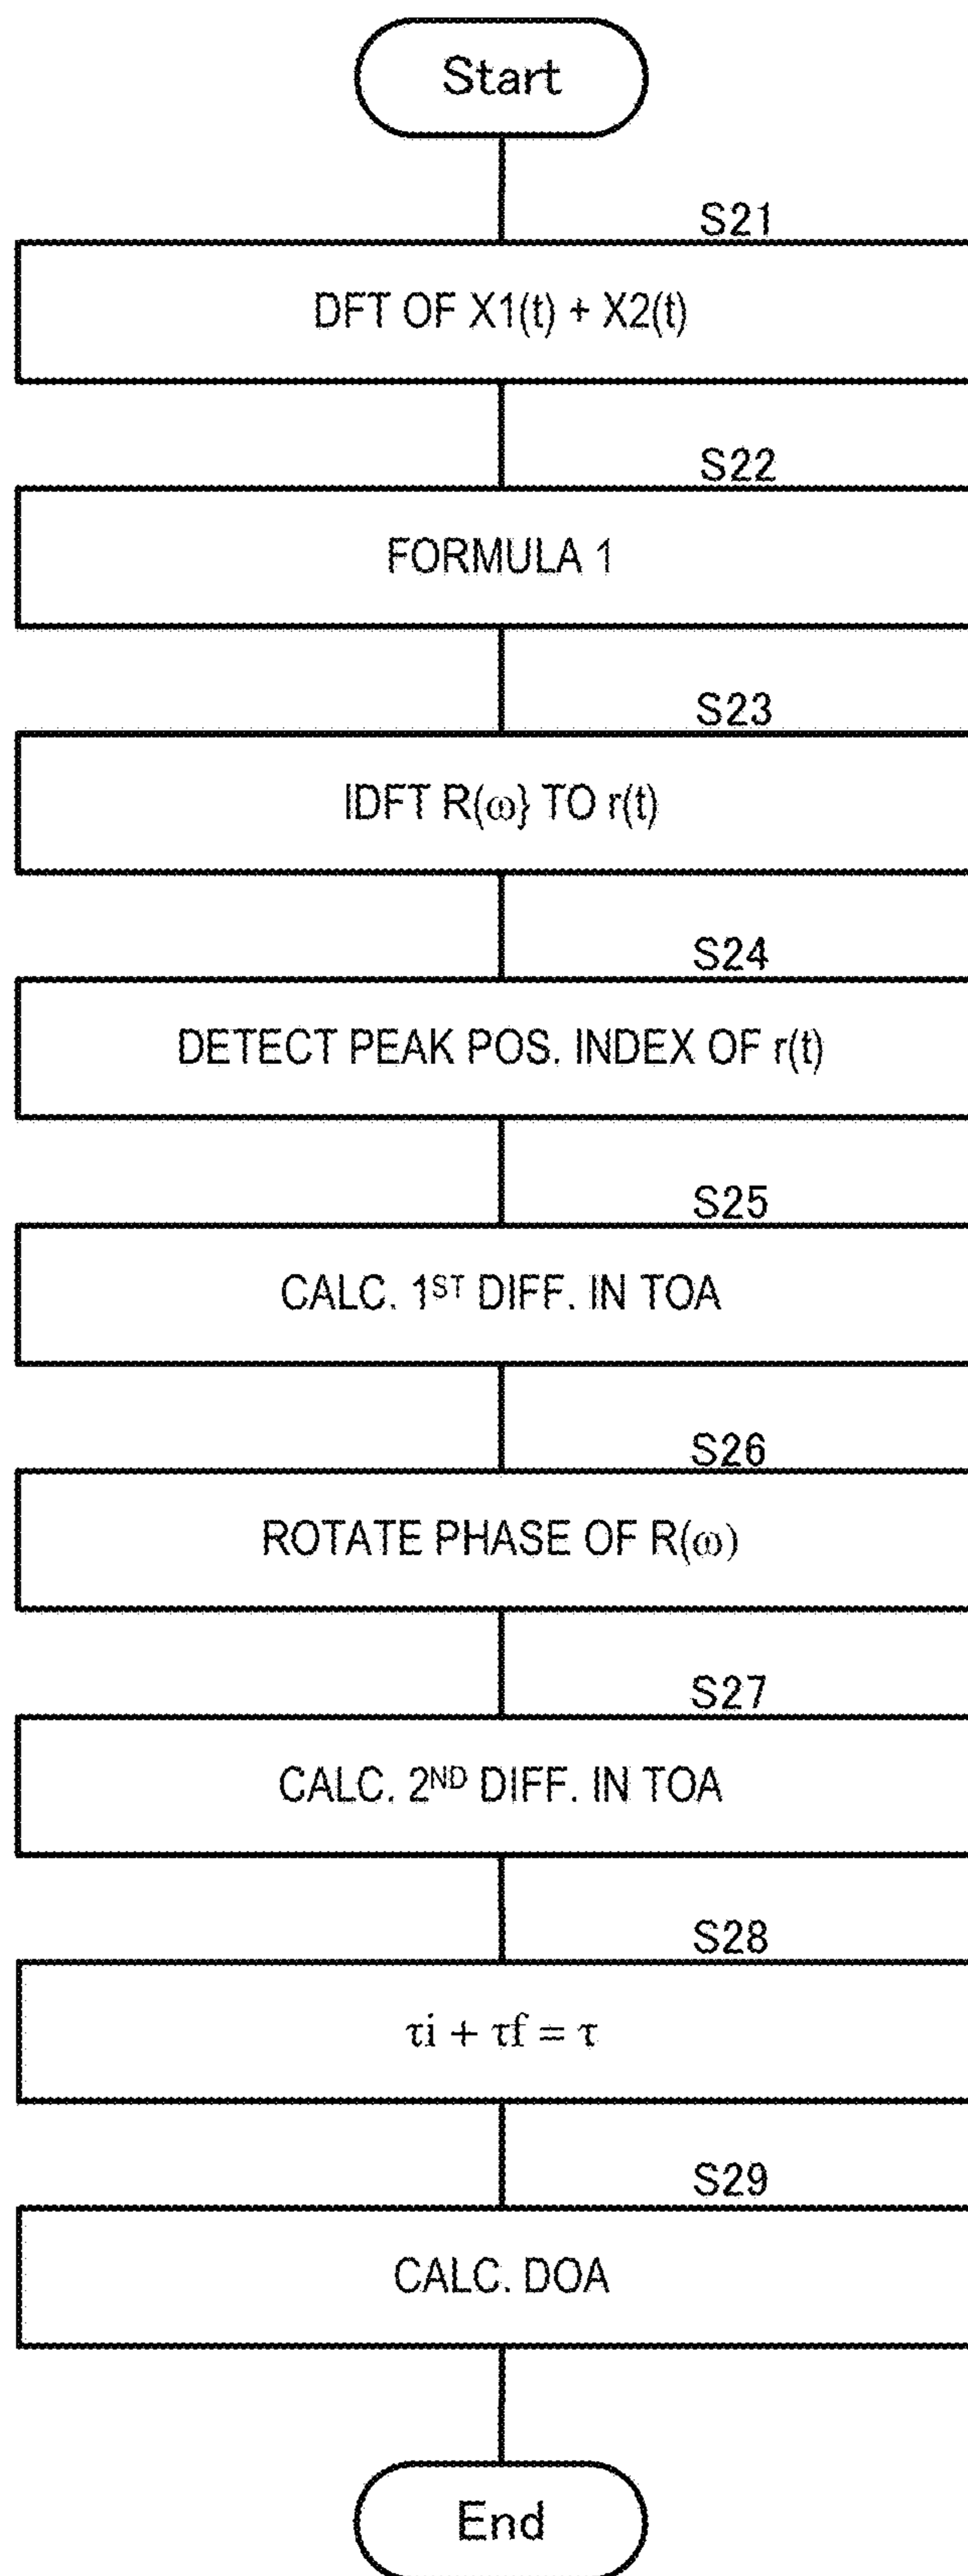 Start
S21
DFT OF X1(t) + X2(t)
S22
FORMULA 1
S23
IDFT R(ω} TO r(t)
S24
DETECT PEAK POS. INDEX OF r(t)
S25
CALC. 1ST DIFF. IN TOA
S26
ROTATE PHASE OF R(ω)
S27
CALC. 2ND DIFF. IN TOA
S28
τi + τf = τ
S29
CALC. DOA
End